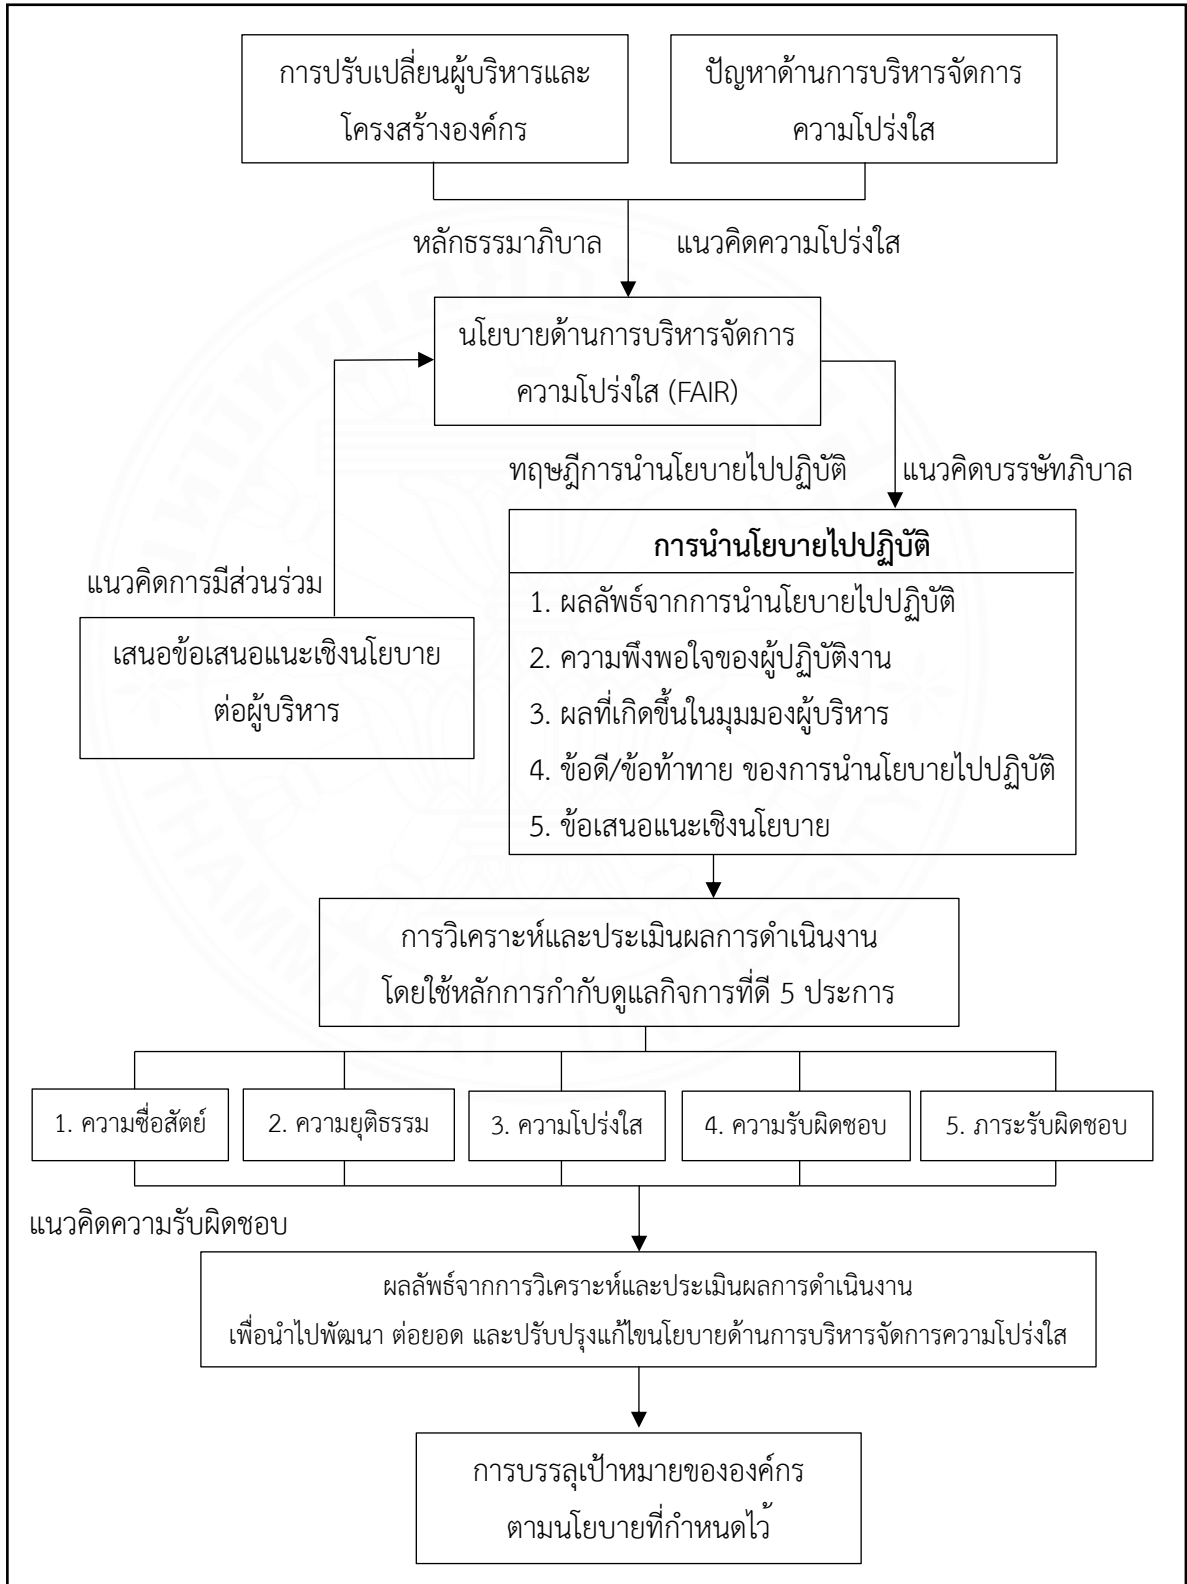 การปรับเปลี่ยนผู้บริหารและ
โครงสร้างองค์กร
ปัญหาด้านการบริหารจัดการ
ความโปร่งใส
หลักธรรมาภิบาล
แนวคิดความโปร่งใส
นโยบายด้านการบริหารจัดการ
ความโปร่งใส (FAIR)
ทฤษฎีการนำนโยบายไปปฏิบัติ
แนวคิดบรรษัทภิบาล
แนวคิดการมีส่วนร่วม
เสนอข้อเสนอแนะเชิงนโยบาย
ต่อผู้บริหาร
การนำนโยบายไปปฏิบัติ
1. ผลลัพธ์จากการนำนโยบายไปปฏิบัติ
2. ความพึงพอใจของผู้ปฏิบัติงาน
3. ผลที่เกิดขึ้นในมุมมองผู้บริหาร
4. ข้อดี/ข้อท้าทาย ของการนำนโยบายไปปฏิบัติ
5. ข้อเสนอแนะเชิงนโยบาย
การวิเคราะห์และประเมินผลการดำเนินงาน
โดยใช้หลักการกำกับดูแลกิจการที่ดี 5 ประการ
1. ความซื่อสัตย์
2. ความยุติธรรม
3. ความโปร่งใส
4. ความรับผิดชอบ
5. ภาระรับผิดชอบ
แนวคิดความรับผิดชอบ
ผลลัพธ์จากการวิเคราะห์และประเมินผลการดำเนินงาน
เพื่อนำไปพัฒนา ต่อยอด และปรับปรุงแก้ไขนโยบายด้านการบริหารจัดการความโปร่งใส
การบรรลุเป้าหมายขององค์กร
ตามนโยบายที่กำหนดไว้
THAMMASAT UNIVERSITY